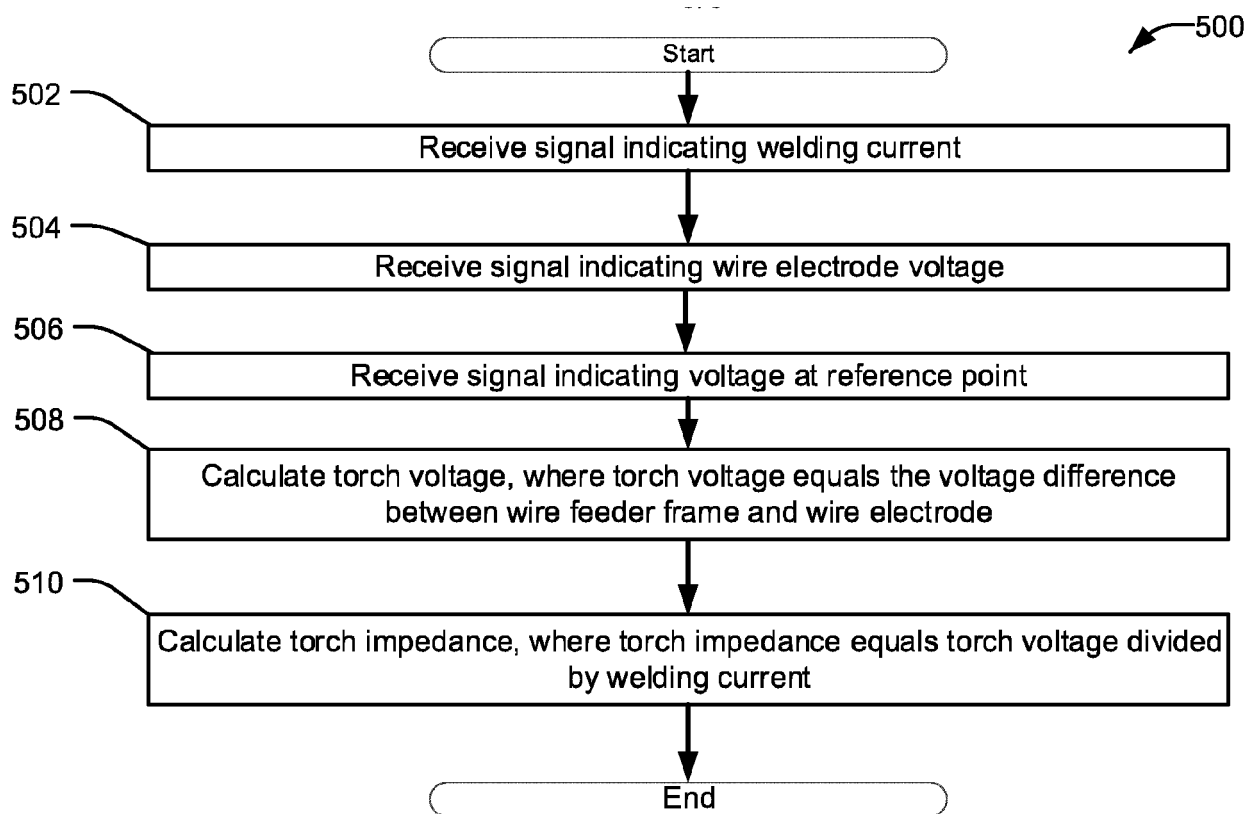 500
Start
502
Receive signal indicating welding current
504
Receive signal indicating wire electrode voltage
506
Receive signal indicating voltage at reference point
508
Calculate torch voltage, where torch voltage equals the voltage difference
between wire feeder frame and wire electrode
510
Calculate torch impedance, where torch impedance equals torch voltage divided
by welding current
End